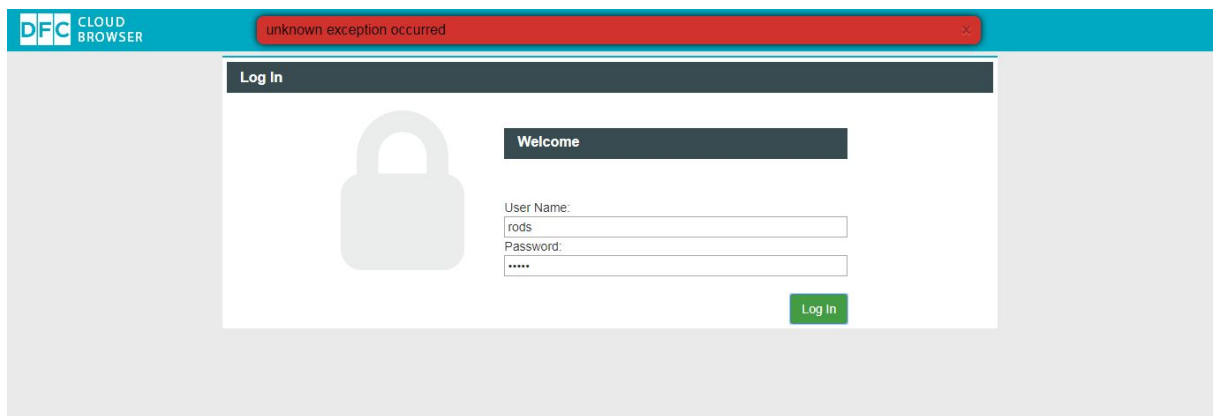 DFC CLOUD
BROWSER
unknown exception occurred ×
Log In
Welcome
User Name:
rods
Password:
•••••
Log In